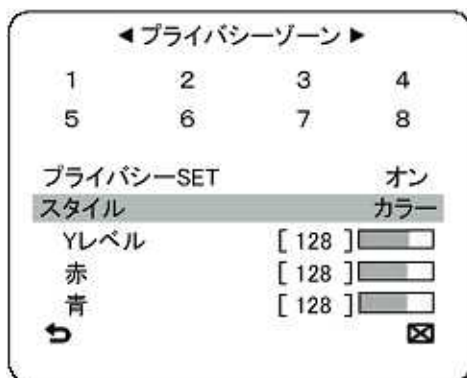 ◀プライバシーゾーン▶
1 2 3 4
5 6 7 8
プライバシーSET オン
スタイル カラー
Yレベル [ 128 ]
赤 [ 128 ]
青 [ 128 ]